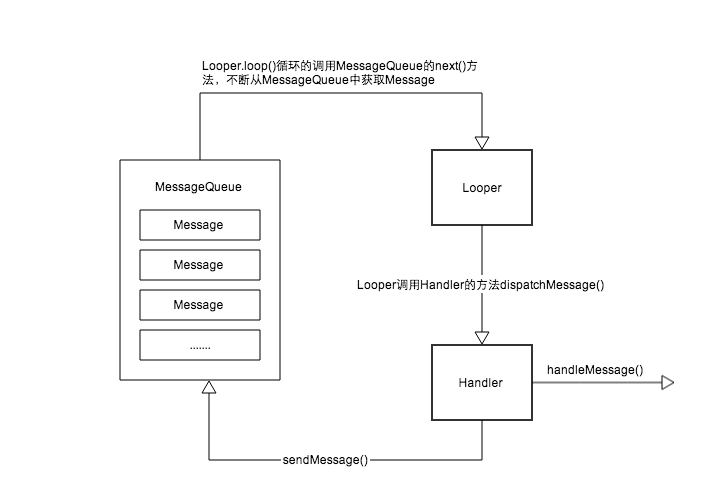 Looper.loop()循环的调用MessageQueue的next()方
法，不断从MessageQueue中获取Message
MessageQueue
Message
Message
Message
.......
Looper
Looper调用Handler的方法dispatchMessage()
Handler
handleMessage()
sendMessage()